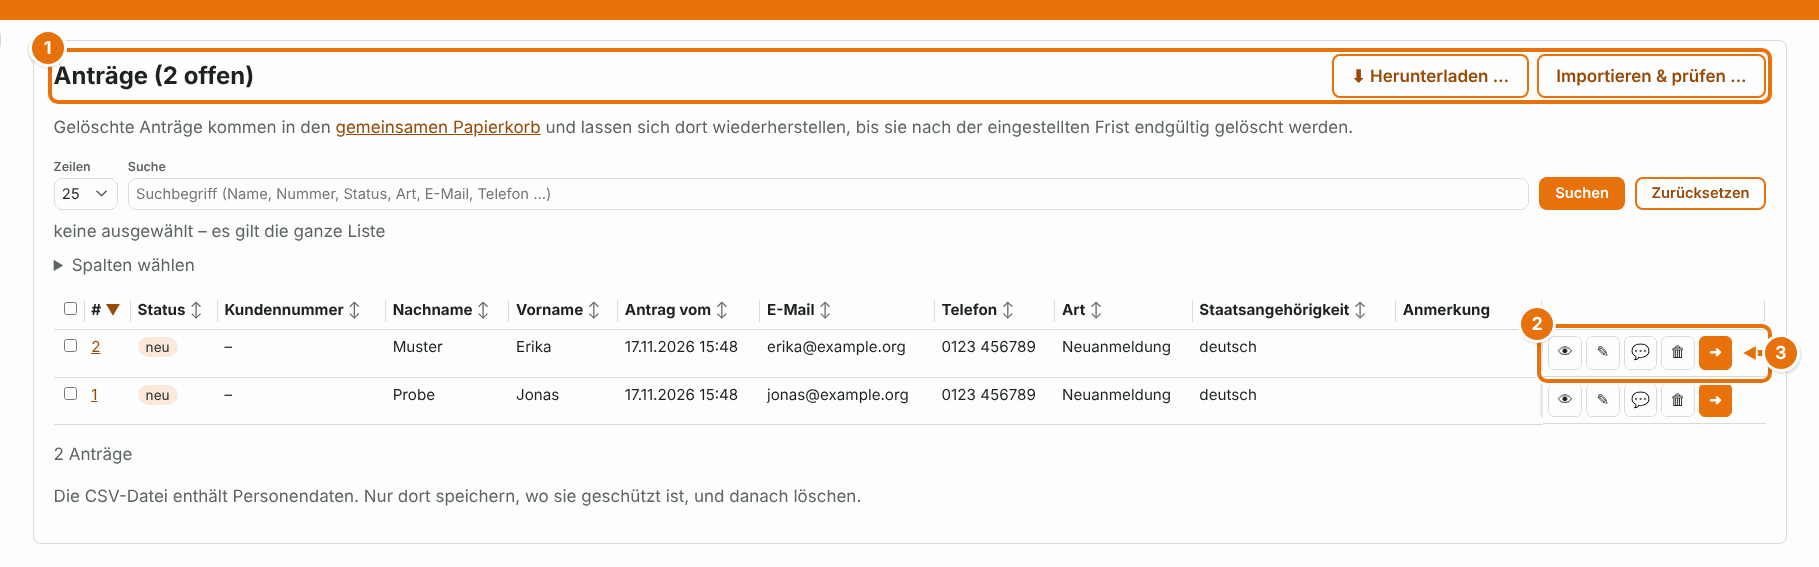 1
Anträge (2 offen)
⬇ Herunterladen ...
Importieren & prüfen ...
Gelöschte Anträge kommen in den gemeinsamen Papierkorb und lassen sich dort wiederherstellen, bis sie nach der eingestellten Frist endgültig gelöscht werden.
Zeilen Suche
25 Suchbegriff (Name, Nummer, Status, Art, E-Mail, Telefon ...) Suchen Zurücksetzen
keine ausgewählt – es gilt die ganze Liste
▶ Spalten wählen
# ▼ Status Kundennummer Nachname Vorname Antrag vom E-Mail Telefon Art Staatsangehörigkeit Anmerkung
2
2 neu – Muster Erika 17.11.2026 15:48 erika@example.org 0123 456789 Neuanmeldung deutsch
3
1 neu – Probe Jonas 17.11.2026 15:48 jonas@example.org 0123 456789 Neuanmeldung deutsch
2 Anträge
Die CSV-Datei enthält Personendaten. Nur dort speichern, wo sie geschützt ist, und danach löschen.